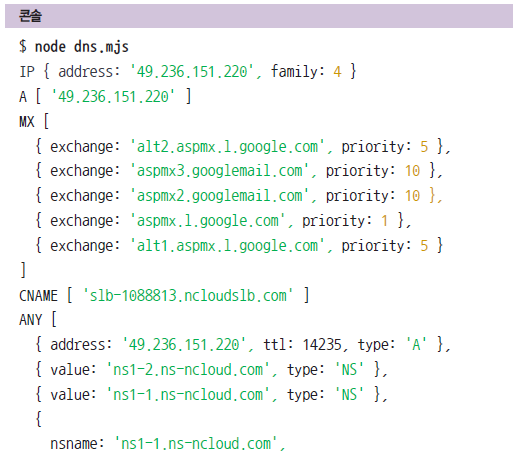 콘솔
$ node dns.mjs
IP { address: '49.236.151.220', family: 4 }
A [ '49.236.151.220' ]
MX [
  { exchange: 'alt2.aspmx.l.google.com', priority: 5 },
  { exchange: 'aspmx3.googlemail.com', priority: 10 },
  { exchange: 'aspmx2.googlemail.com', priority: 10 },
  { exchange: 'aspmx.l.google.com', priority: 1 },
  { exchange: 'alt1.aspmx.l.google.com', priority: 5 }
]
CNAME [ 'slb-1088813.ncloudslb.com' ]
ANY [
  { address: '49.236.151.220', ttl: 14235, type: 'A' },
  { value: 'ns1-2.ns-ncloud.com', type: 'NS' },
  { value: 'ns1-1.ns-ncloud.com', type: 'NS' },
  {
    nsname: 'ns1-1.ns-ncloud.com',